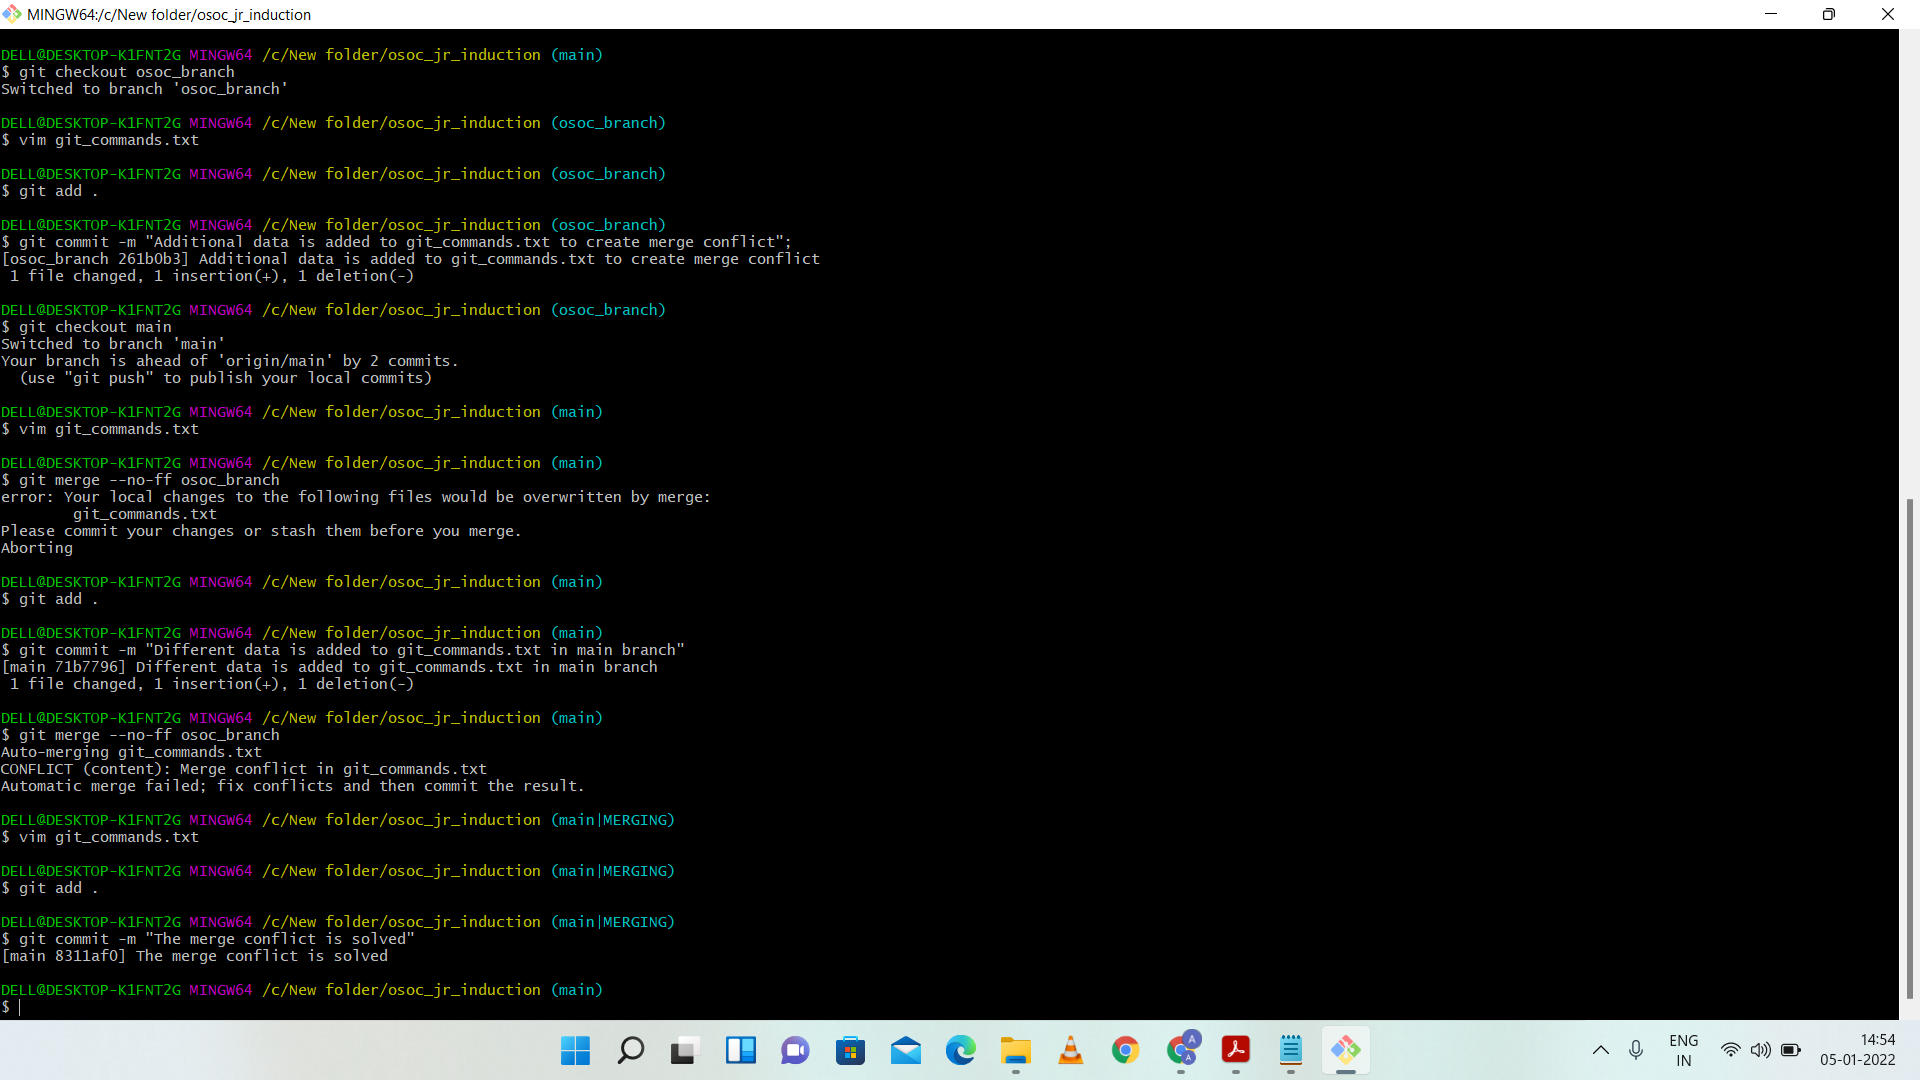 MINGW64:/c/New folder/osoc_jr_induction
DELL@DESKTOP-K1FNT2G MINGW64 /c/New folder/osoc_jr_induction (main)
$ git checkout osoc_branch
Switched to branch 'osoc_branch'
DELL@DESKTOP-K1FNT2G MINGW64 /c/New folder/osoc_jr_induction (osoc_branch)
$ vim git_commands.txt
DELL@DESKTOP-K1FNT2G MINGW64 /c/New folder/osoc_jr_induction (osoc_branch)
$ git add .
DELL@DESKTOP-K1FNT2G MINGW64 /c/New folder/osoc_jr_induction (osoc_branch)
$ git commit -m "Additional data is added to git_commands.txt to create merge conflict";
[osoc_branch 261b0b3] Additional data is added to git_commands.txt to create merge conflict
 1 file changed, 1 insertion(+), 1 deletion(-)
DELL@DESKTOP-K1FNT2G MINGW64 /c/New folder/osoc_jr_induction (osoc_branch)
$ git checkout main
Switched to branch 'main'
Your branch is ahead of 'origin/main' by 2 commits.
  (use "git push" to publish your local commits)
DELL@DESKTOP-K1FNT2G MINGW64 /c/New folder/osoc_jr_induction (main)
$ vim git_commands.txt
DELL@DESKTOP-K1FNT2G MINGW64 /c/New folder/osoc_jr_induction (main)
$ git merge --no-ff osoc_branch
error: Your local changes to the following files would be overwritten by merge:
        git_commands.txt
Please commit your changes or stash them before you merge.
Aborting
DELL@DESKTOP-K1FNT2G MINGW64 /c/New folder/osoc_jr_induction (main)
$ git add .
DELL@DESKTOP-K1FNT2G MINGW64 /c/New folder/osoc_jr_induction (main)
$ git commit -m "Different data is added to git_commands.txt in main branch"
[main 71b7796] Different data is added to git_commands.txt in main branch
 1 file changed, 1 insertion(+), 1 deletion(-)
DELL@DESKTOP-K1FNT2G MINGW64 /c/New folder/osoc_jr_induction (main)
$ git merge --no-ff osoc_branch
Auto-merging git_commands.txt
CONFLICT (content): Merge conflict in git_commands.txt
Automatic merge failed; fix conflicts and then commit the result.
DELL@DESKTOP-K1FNT2G MINGW64 /c/New folder/osoc_jr_induction (main|MERGING)
$ vim git_commands.txt
DELL@DESKTOP-K1FNT2G MINGW64 /c/New folder/osoc_jr_induction (main|MERGING)
$ git add .
DELL@DESKTOP-K1FNT2G MINGW64 /c/New folder/osoc_jr_induction (main|MERGING)
$ git commit -m "The merge conflict is solved"
[main 8311af0] The merge conflict is solved
DELL@DESKTOP-K1FNT2G MINGW64 /c/New folder/osoc_jr_induction (main)
$
A
A
ENG
IN
14:54
05-01-2022